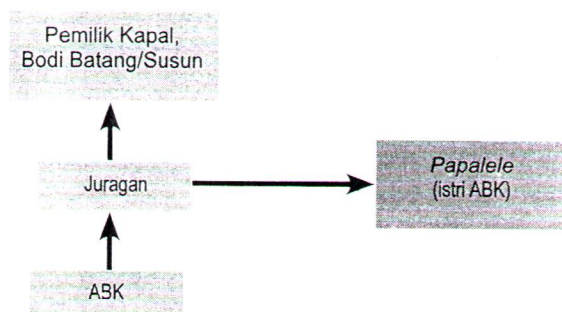 Pemilik Kapal,
Bodi Batang/Susun
Juragan
Papalele
(istri ABK)
ABK